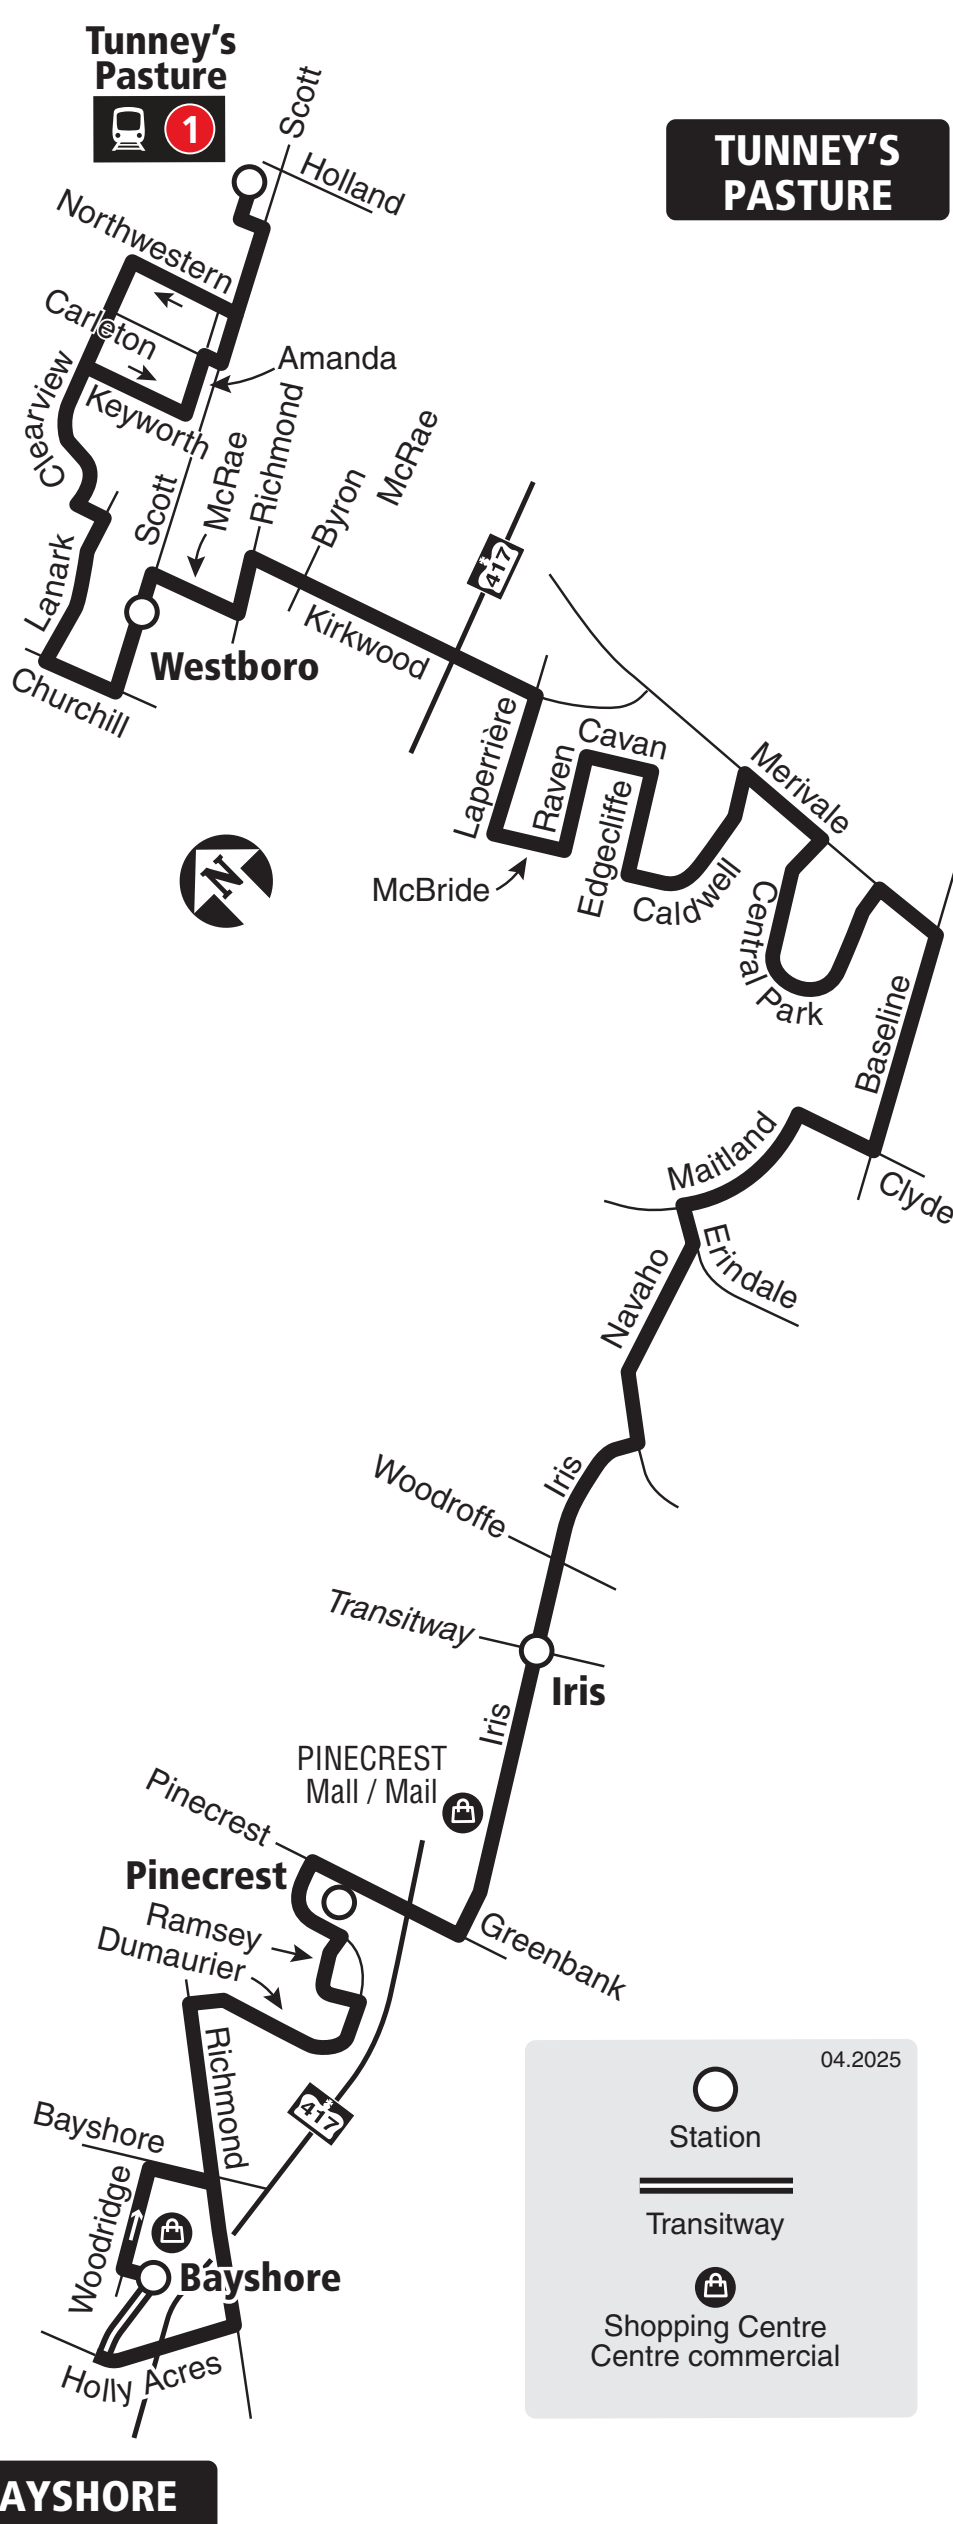 Tunney's
Pasture
1
Scott
Holland
TUNNEY'S
PASTURE
Northwestern
Carleton
Amanda
Clearview
Keyworth
Scott
McRae
Richmond
Byron
McRae
417
Lanark
Westboro
Kirkwood
Churchill
Laperrière
Raven
Cavan
Merivale
McBride
Edgecliffe
Caldwell
Central Park
N
Baseline
Maitland
Clyde
Erindale
Navaho
Iris
Woodroffe
Transitway
Iris
Iris
PINECREST
Mall / Mail
Pinecrest
Pinecrest
Ramsey
Dumaurier
Greenbank
Richmond
417
Bayshore
Woodridge
Bayshore
Holly Acres
04.2025
Station
Transitway
Shopping Centre
Centre commercial
AYSHORE